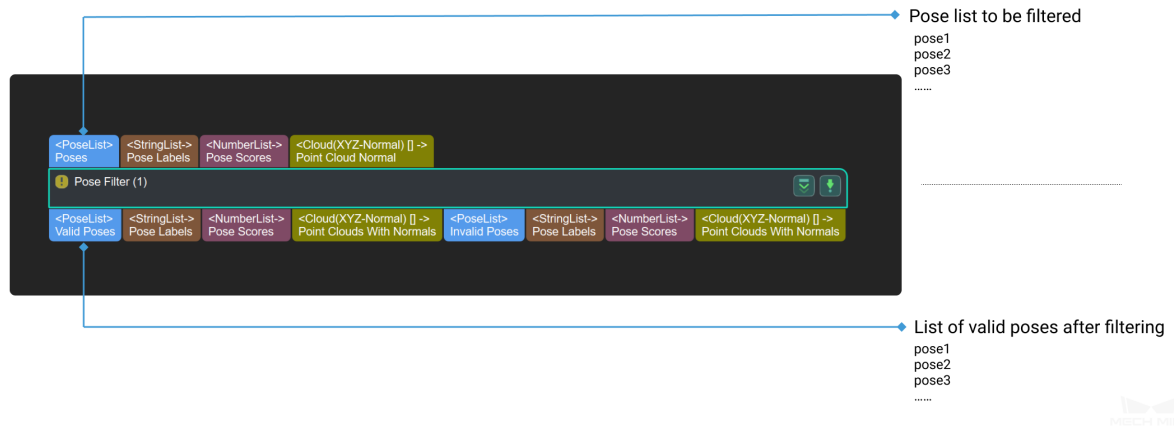 Pose list to be filtered
pose1
pose2
pose3
......
<PoseList>
Poses
<StringList->
Pose Labels
<NumberList->
Pose Scores
<Cloud(XYZ-Normal) [] ->
Point Cloud Normal
Pose Filter (1)
<PoseList>
Valid Poses
<StringList->
Pose Labels
<NumberList->
Pose Scores
<Cloud(XYZ-Normal) [] ->
Point Clouds With Normals
<PoseList>
Invalid Poses
<StringList->
Pose Labels
<NumberList->
Pose Scores
<Cloud(XYZ-Normal) [] ->
Point Clouds With Normals
List of valid poses after filtering
pose1
pose2
pose3
......